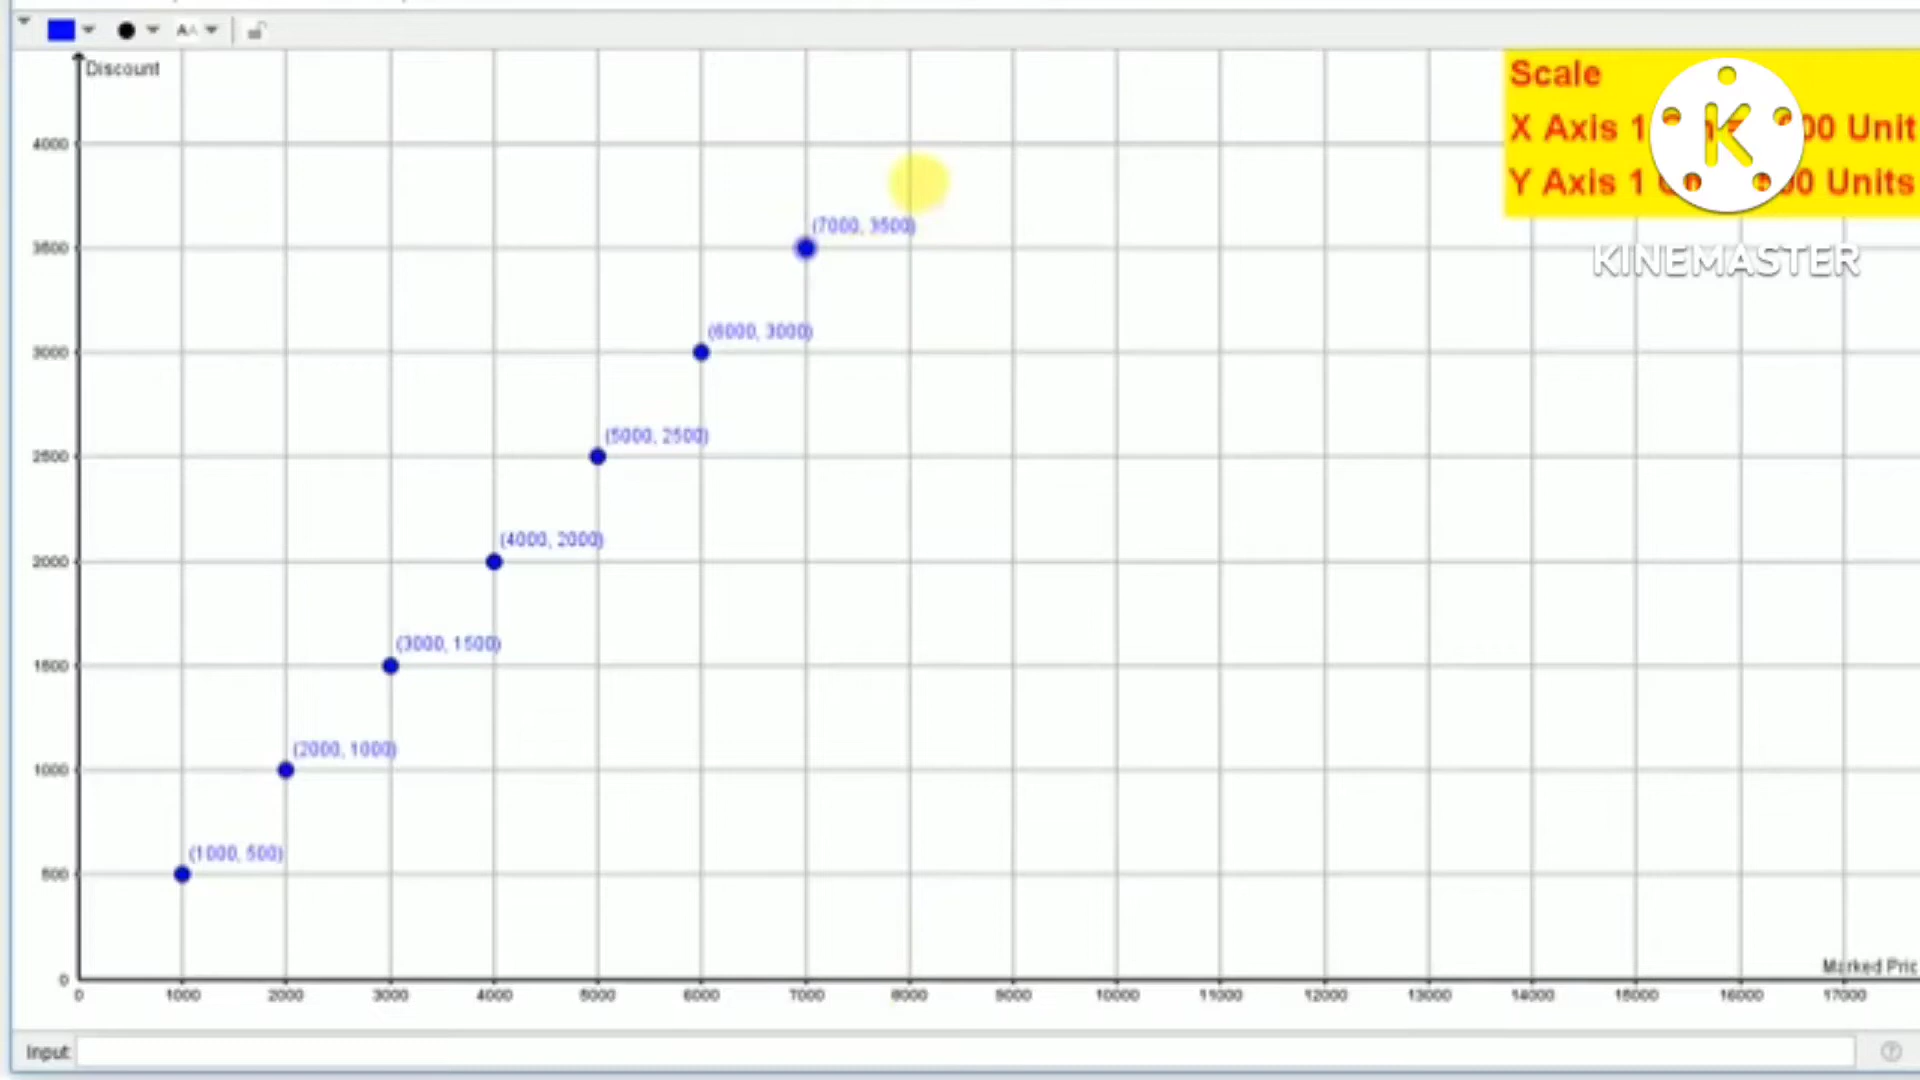 Discount
Scale
X Axis 1 00 Unit
Y Axis 1 00 Units
K
KINEMASTER
4000
3500
3000
2500
2000
1500
1000
500
0
(7000, 3500)
(6000, 3000)
(5000, 2500)
(4000, 2000)
(3000, 1500)
(2000, 1000)
(1000, 500)
Marked Pric
0 1000 2000 3000 4000 5000 6000 7000 8000 9000 10000 11000 12000 13000 14000 15000 16000 17000
Input: